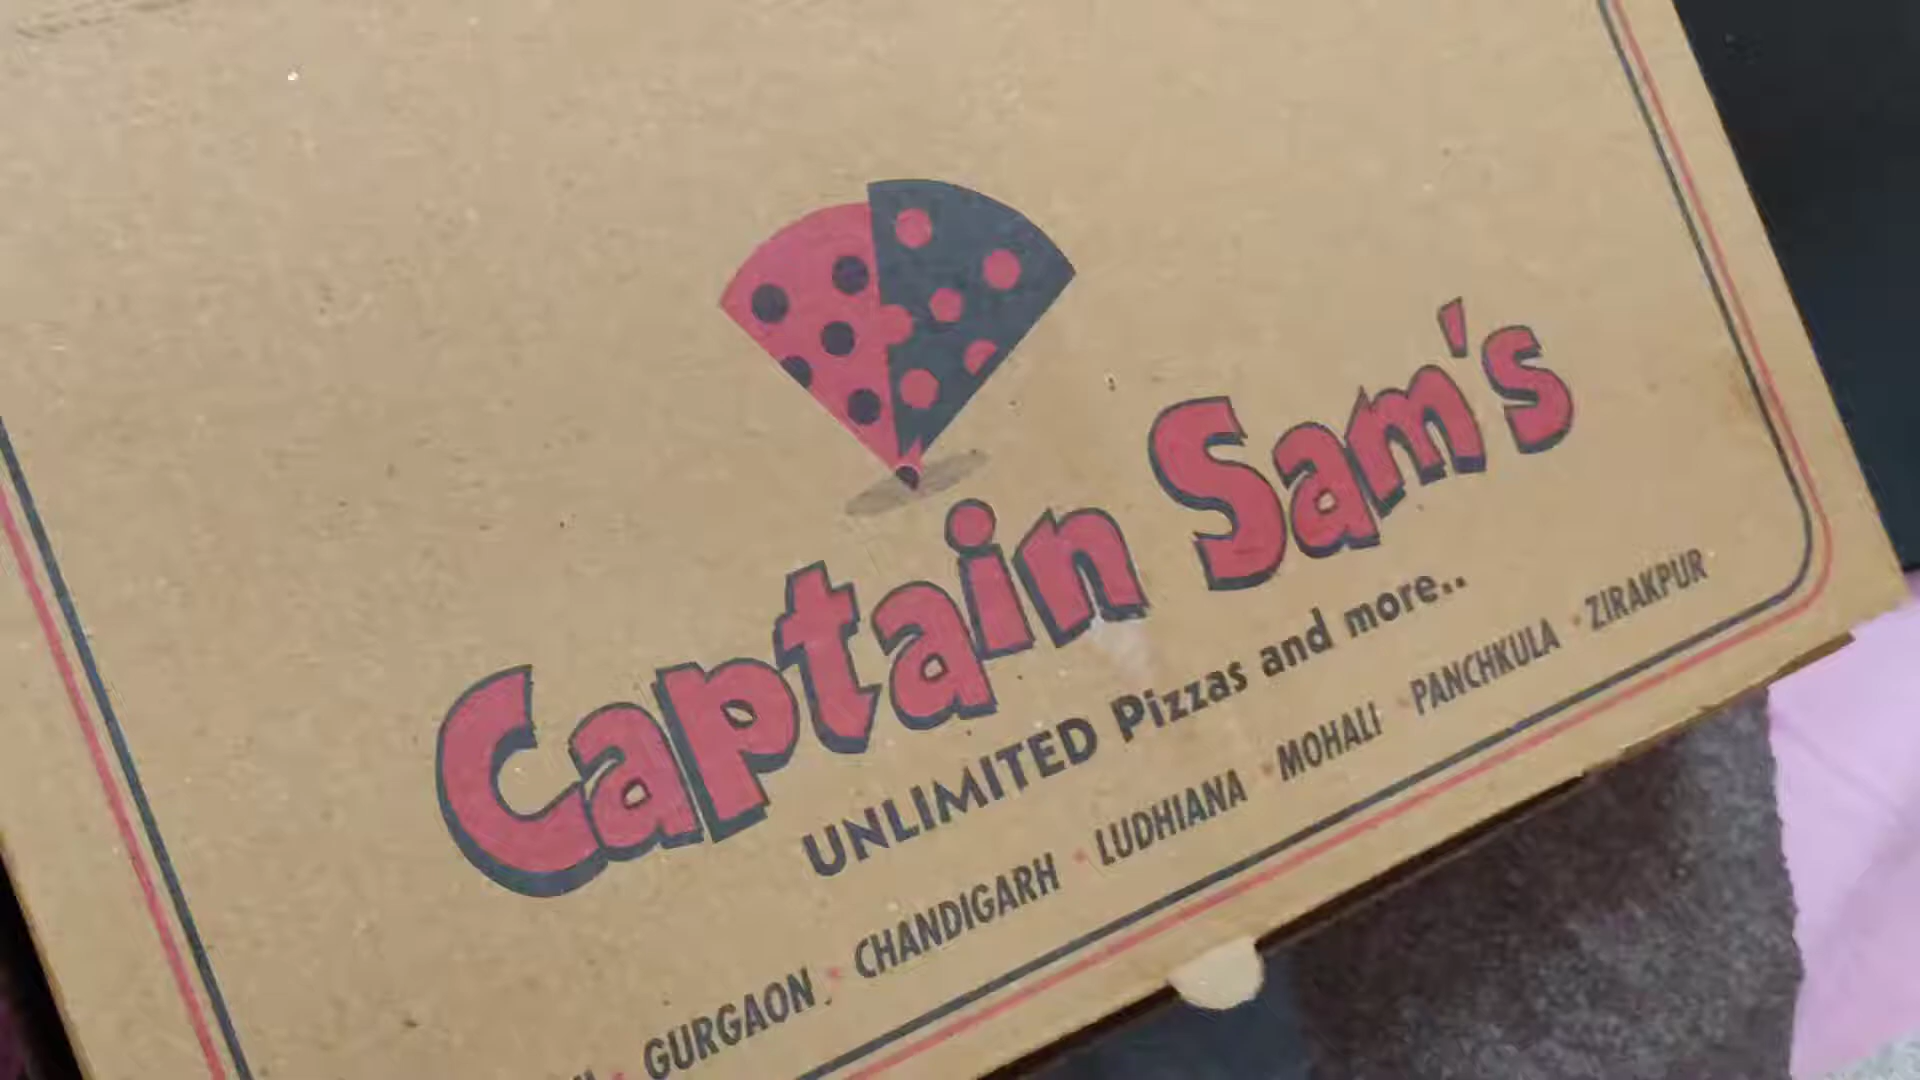 Captain Sam's
UNLIMITED Pizzas and more..
GURGAON • CHANDIGARH • LUDHIANA • MOHALI • PANCHKULA • ZIRAKPUR